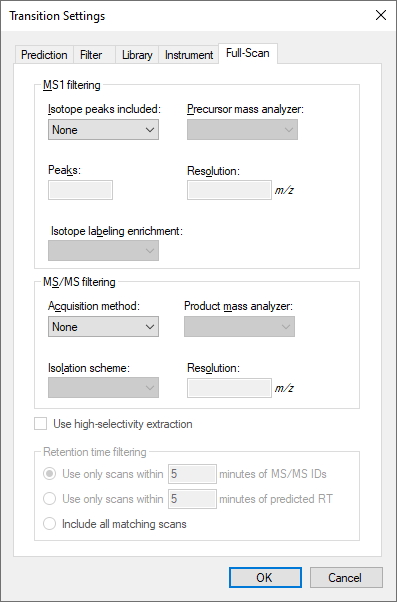 Transition Settings
Prediction Filter Library Instrument Full-Scan
MS1 filtering
Isotope peaks included: Precursor mass analyzer:
None
Peaks: Resolution:
m/z
Isotope labeling enrichment:
MS/MS filtering
Acquisition method: Product mass analyzer:
None
Isolation scheme: Resolution:
m/z
Use high-selectivity extraction
Retention time filtering
Use only scans within 5 minutes of MS/MS IDs
Use only scans within 5 minutes of predicted RT
Include all matching scans
OK Cancel